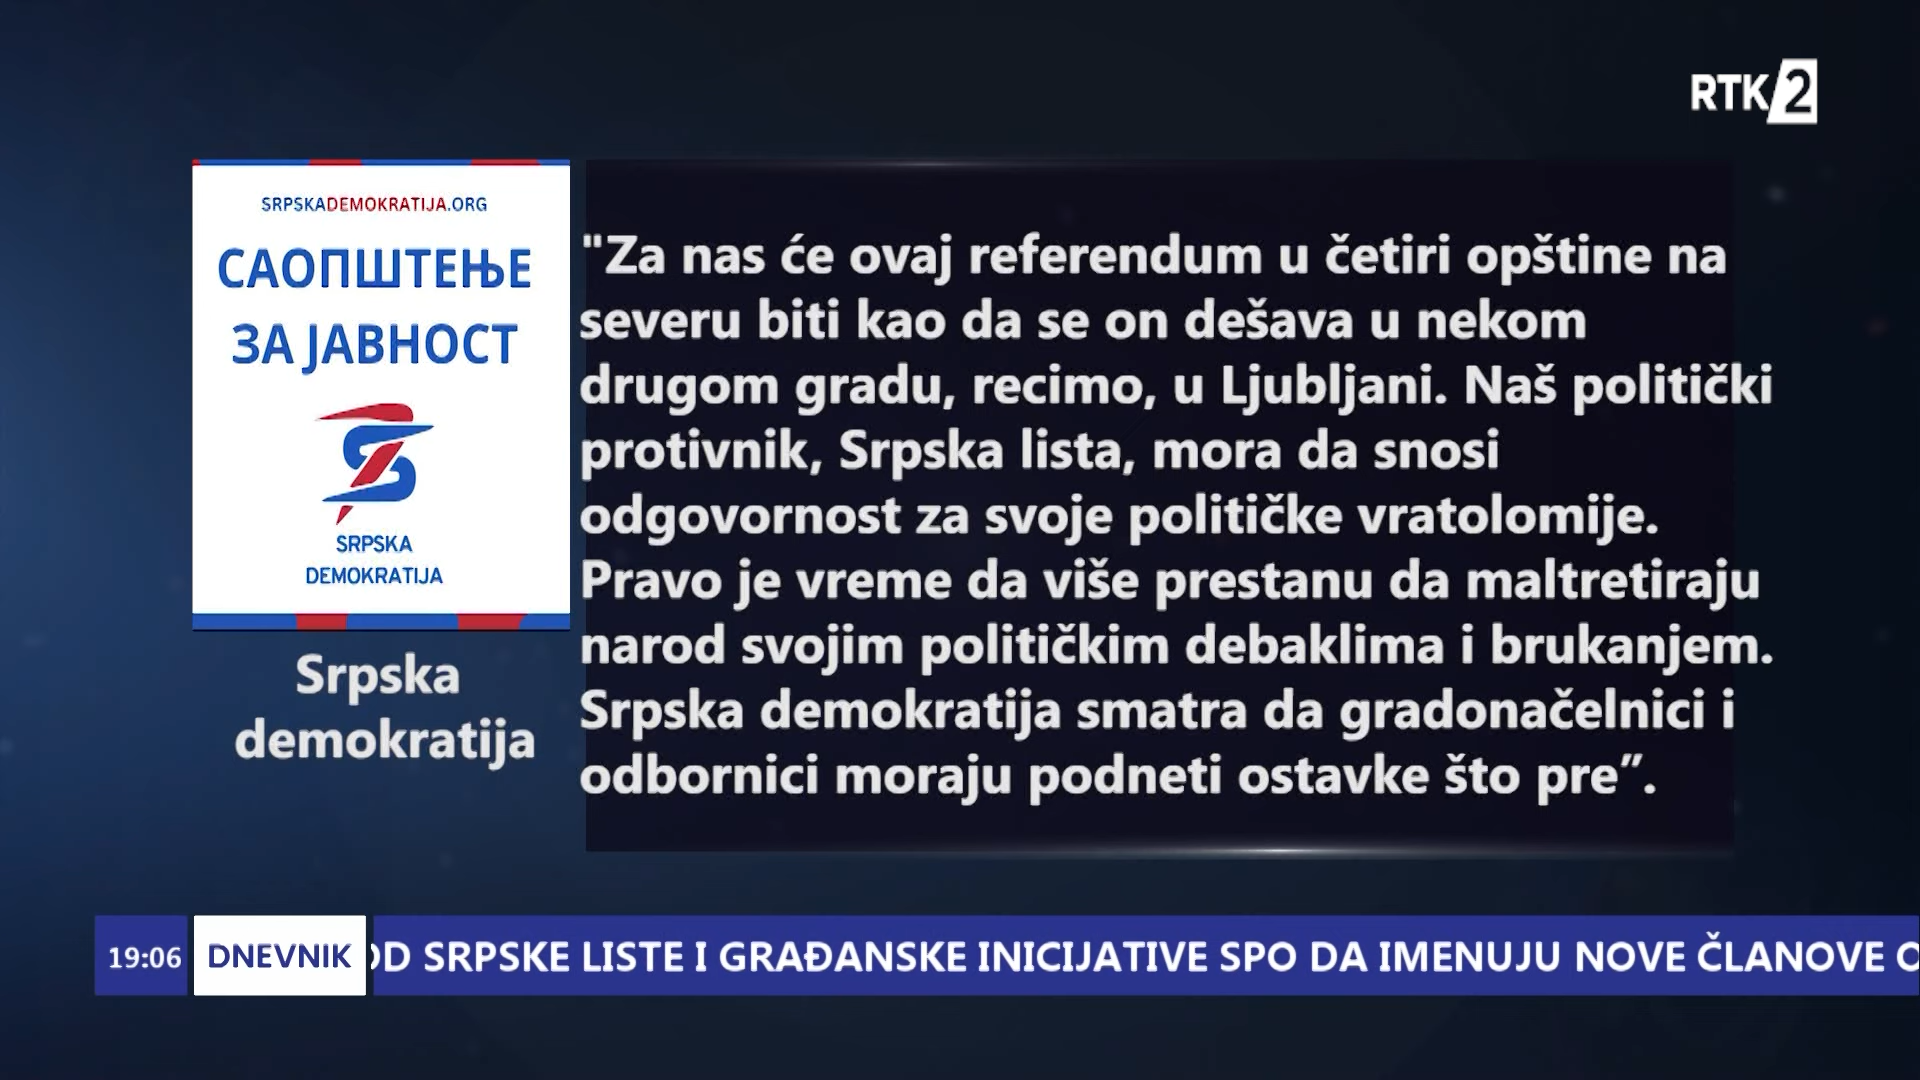 RTK 2
SRPSKADEMOKRATIJA.ORG
САОПШТЕЊЕ
ЗА ЈАВНОСТ
SRPSKA
DEMOKRATIJA
Srpska
demokratija
"Za nas će ovaj referendum u četiri opštine na
severu biti kao da se on dešava u nekom
drugom gradu, recimo, u Ljubljani. Naš politički
protivnik, Srpska lista, mora da snosi
odgovornost za svoje političke vratolomije.
Pravo je vreme da više prestanu da maltretiraju
narod svojim političkim debaklima i brukanjem.
Srpska demokratija smatra da gradonačelnici i
odbornici moraju podneti ostavke što pre”.
19:06 DNEVNIK OD SRPSKE LISTE I GRAĐANSKE INICIJATIVE SPO DA IMENUJU NOVE ČLANOVE